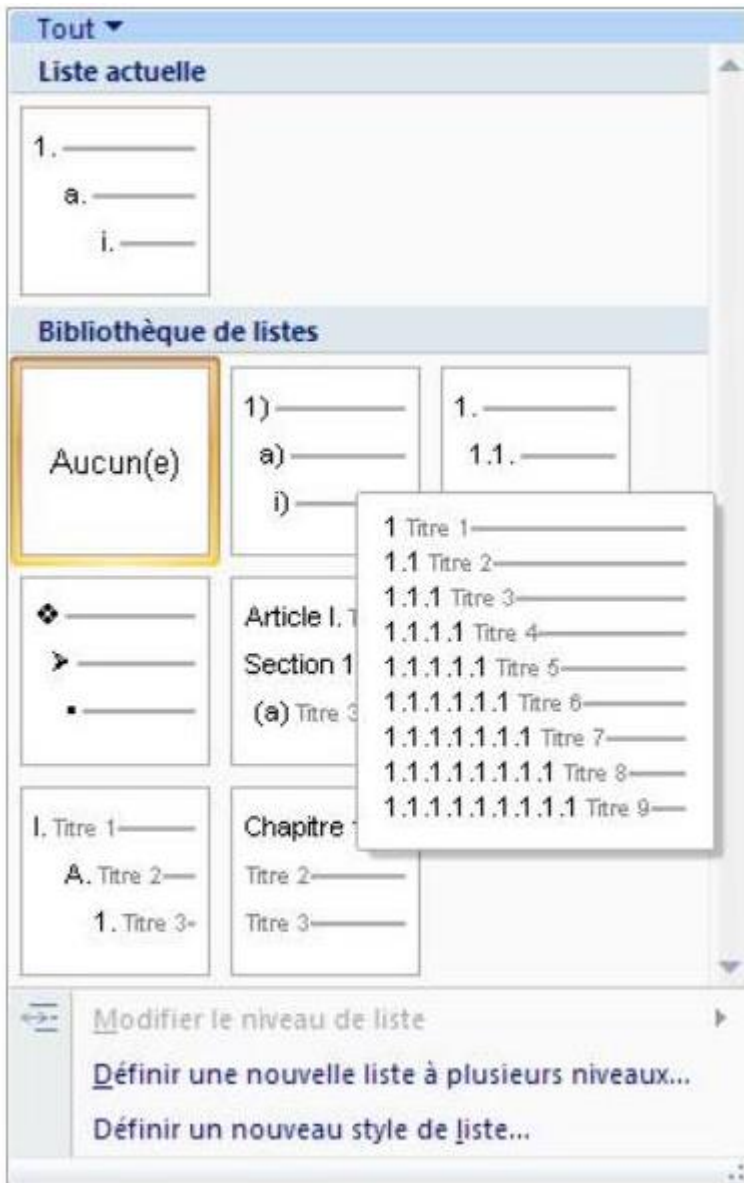 Tout
Liste actuelle
1.
a.
i.
Bibliothèque de listes
Aucun(e)
1)
a)
i)
1.
1.1.
Article I.
Section 1
(a) Titre 3
1 Titre 1
1.1 Titre 2
1.1.1 Titre 3
1.1.1.1 Titre 4
1.1.1.1.1 Titre 5
1.1.1.1.1.1 Titre 6
1.1.1.1.1.1.1 Titre 7
1.1.1.1.1.1.1.1 Titre 8
1.1.1.1.1.1.1.1.1 Titre 9
I. Titre 1
A. Titre 2
1. Titre 3
Chapitre
Titre 2
Titre 3
Modifier le niveau de liste
Définir une nouvelle liste à plusieurs niveaux...
Définir un nouveau style de liste...